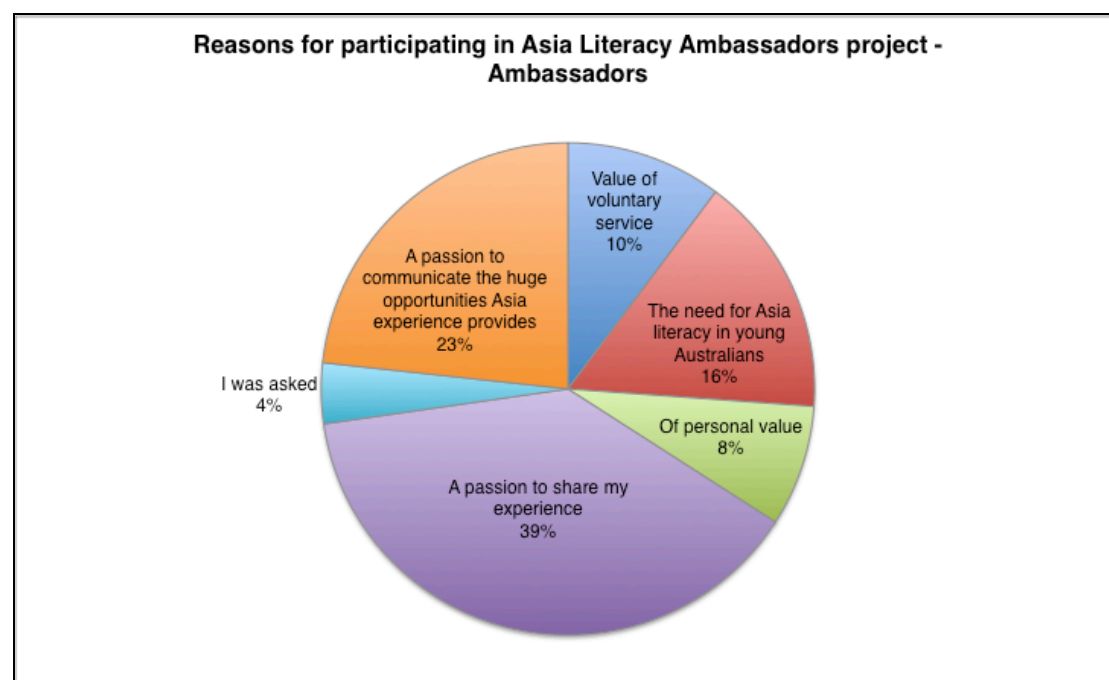 Reasons for participating in Asia Literacy Ambassadors project -
Ambassadors
Value of
voluntary
service
10%
The need for Asia
literacy in young
Australians
16%
Of personal value
8%
A passion to share my
experience
39%
I was asked
4%
A passion to
communicate the huge
opportunities Asia
experience provides
23%